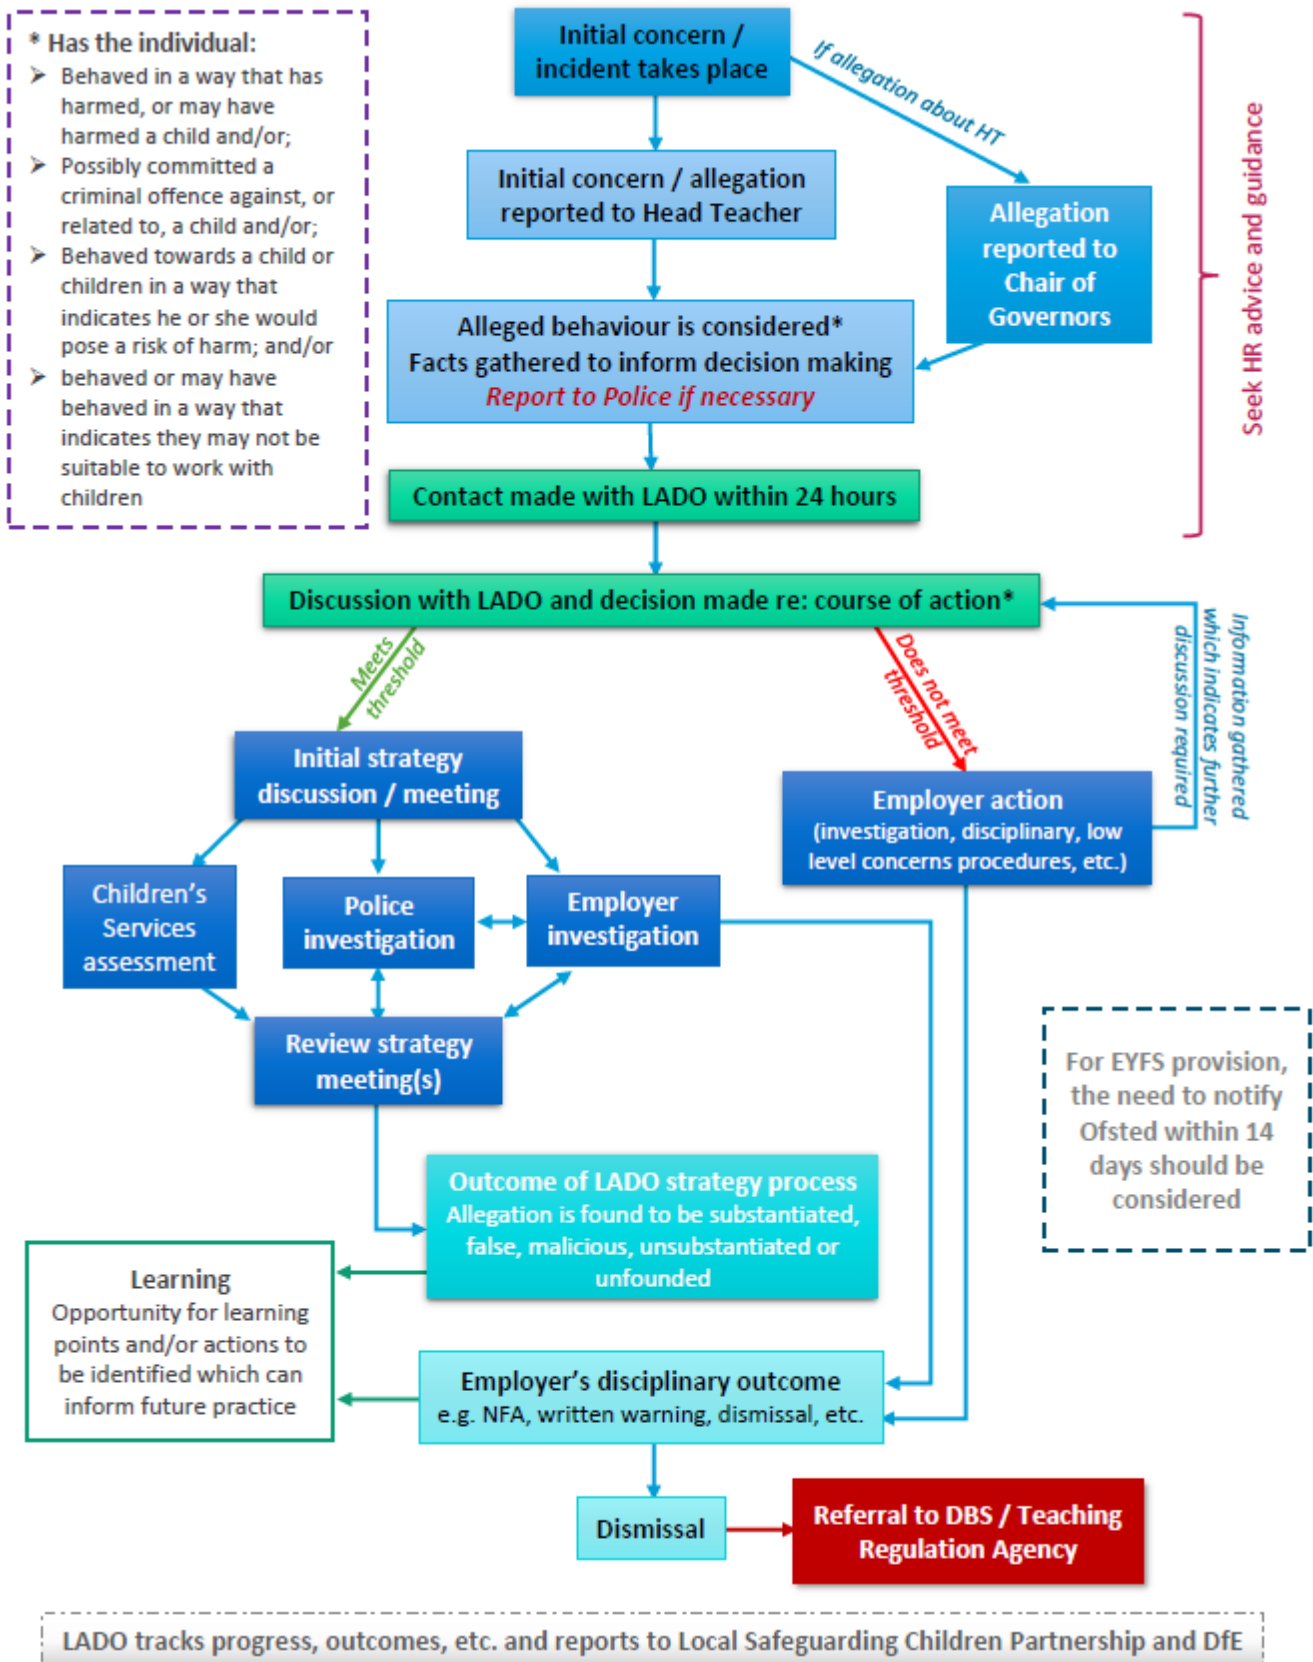 * Has the individual:
➤ Behaved in a way that has
harmed, or may have
harmed a child and/or;
➤ Possibly committed a
criminal offence against, or
related to, a child and/or;
➤ Behaved towards a child or
children in a way that
indicates he or she would
pose a risk of harm; and/or
➤ behaved or may have
behaved in a way that
indicates they may not be
suitable to work with
children
Initial concern /
incident takes place
If allegation about HT
Initial concern / allegation
reported to Head Teacher
Allegation
reported to
Chair of
Governors
Seek HR advice and guidance
Alleged behaviour is considered*
Facts gathered to inform decision making
Report to Police if necessary
Contact made with LADO within 24 hours
Discussion with LADO and decision made re: course of action*
Meets
threshold
Does not meet
threshold
Information gathered
which indicates further
discussion required
Initial strategy
discussion / meeting
Employer action
(investigation, disciplinary, low
level concerns procedures, etc.)
Children's
Services
assessment
Police
investigation
Employer
investigation
Review strategy
meeting(s)
For EYFS provision,
the need to notify
Ofsted within 14
days should be
considered
Outcome of LADO strategy process
Allegation is found to be substantiated,
false, malicious, unsubstantiated or
unfounded
Learning
Opportunity for learning
points and/or actions to
be identified which can
inform future practice
Employer's disciplinary outcome
e.g. NFA, written warning, dismissal, etc.
Dismissal
Referral to DBS / Teaching
Regulation Agency
LADO tracks progress, outcomes, etc. and reports to Local Safeguarding Children Partnership and DfE